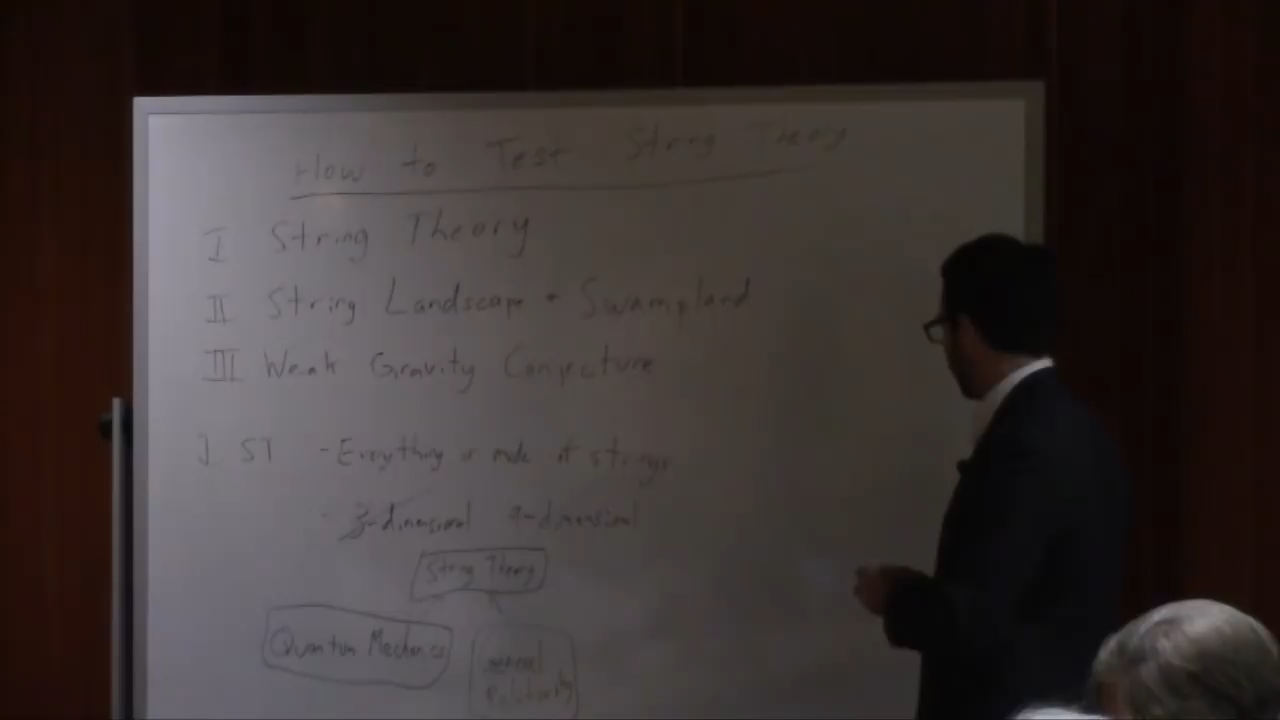 How to Test String Theory
I String Theory
II String Landscape + Swampland
III Weak Gravity Conjecture
I ST - Everything is made of strings
- 3-dimensional 9-dimensional
String Theory
Quantum Mechanics
general
Relativity